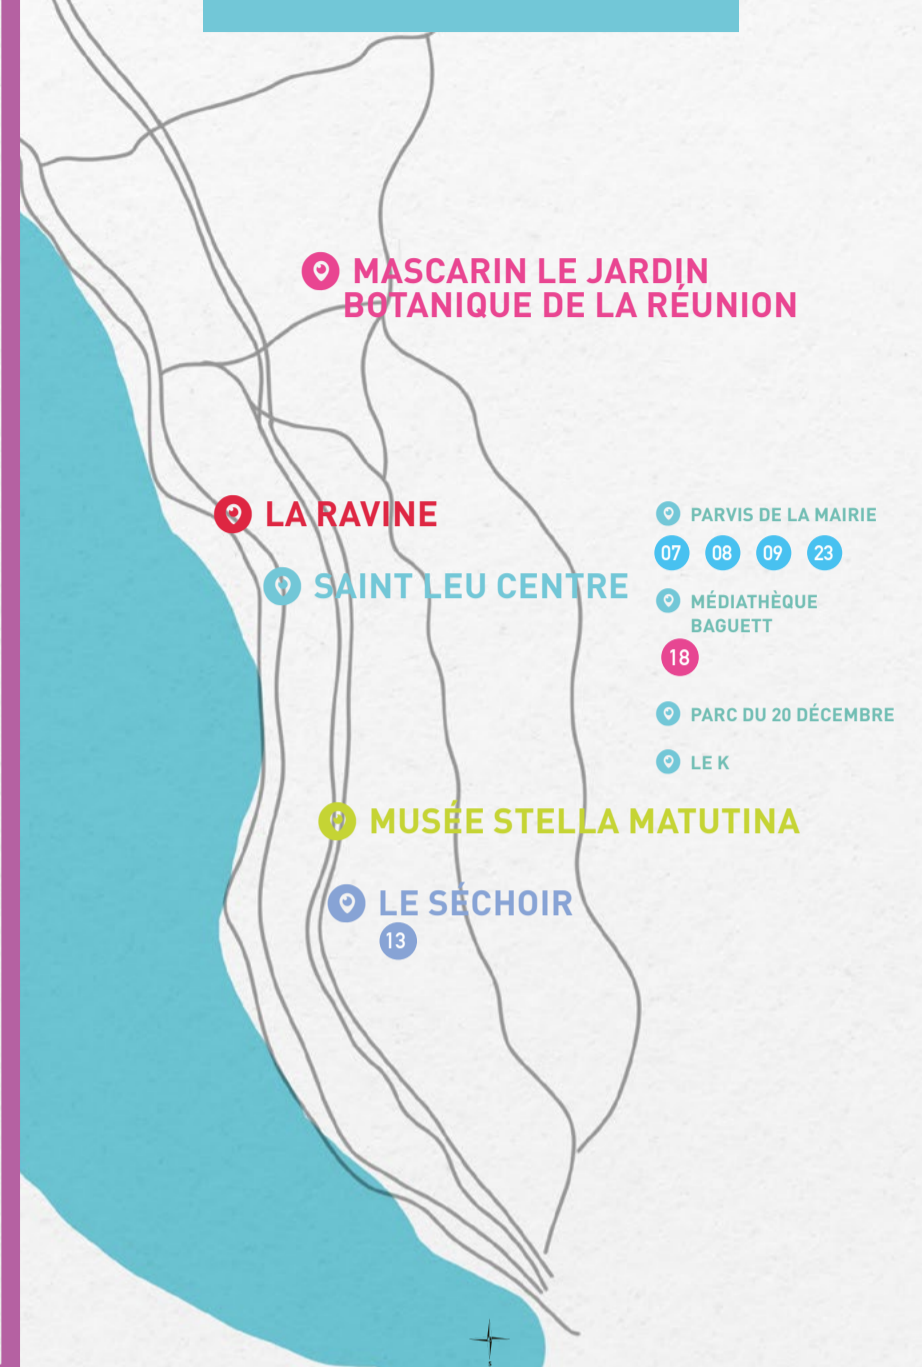 MASCARIN LE JARDIN
BOTANIQUE DE LA RÉUNION
LA RAVINE
SAINT LEU CENTRE
PARVIS DE LA MAIRIE
07 08 09 23
MÉDIATHÈQUE
BAGUETT
18
PARC DU 20 DÉCEMBRE
LE K
MUSÉE STELLA MATUTINA
LE SÉCHOIR
13
S